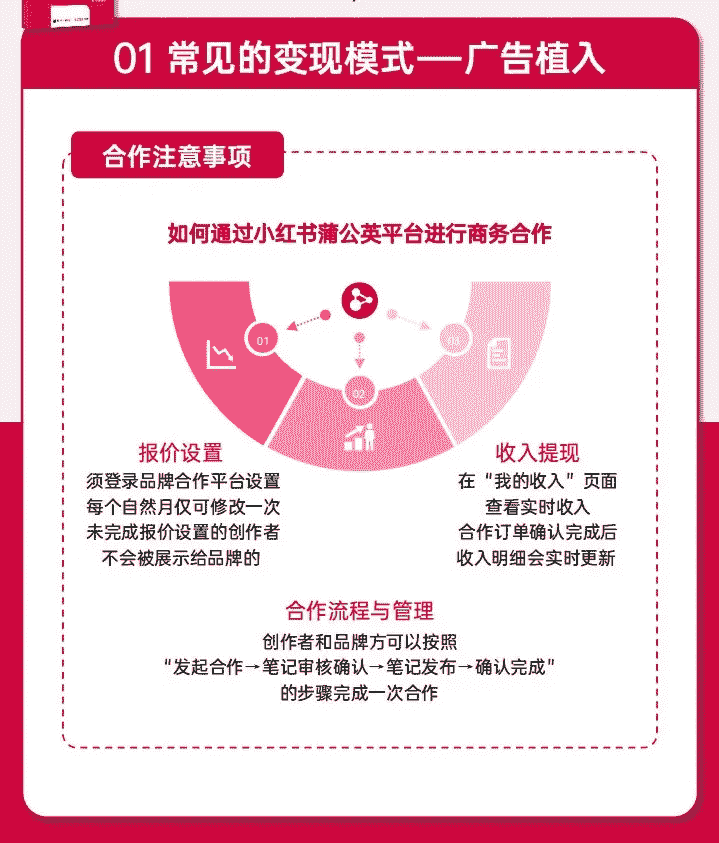 01 常见的变现模式——广告植入
合作注意事项
如何通过小红书蒲公英平台进行商务合作
01
02
03
报价设置
须登录品牌合作平台设置
每个自然月仅可修改一次
未完成报价设置的创作者
不会被展示给品牌的
收入提现
在“我的收入”页面
查看实时收入
合作订单确认完成后
收入明细会实时更新
合作流程与管理
创作者和品牌方可以按照
“发起合作→笔记审核确认→笔记发布→确认完成”
的步骤完成一次合作